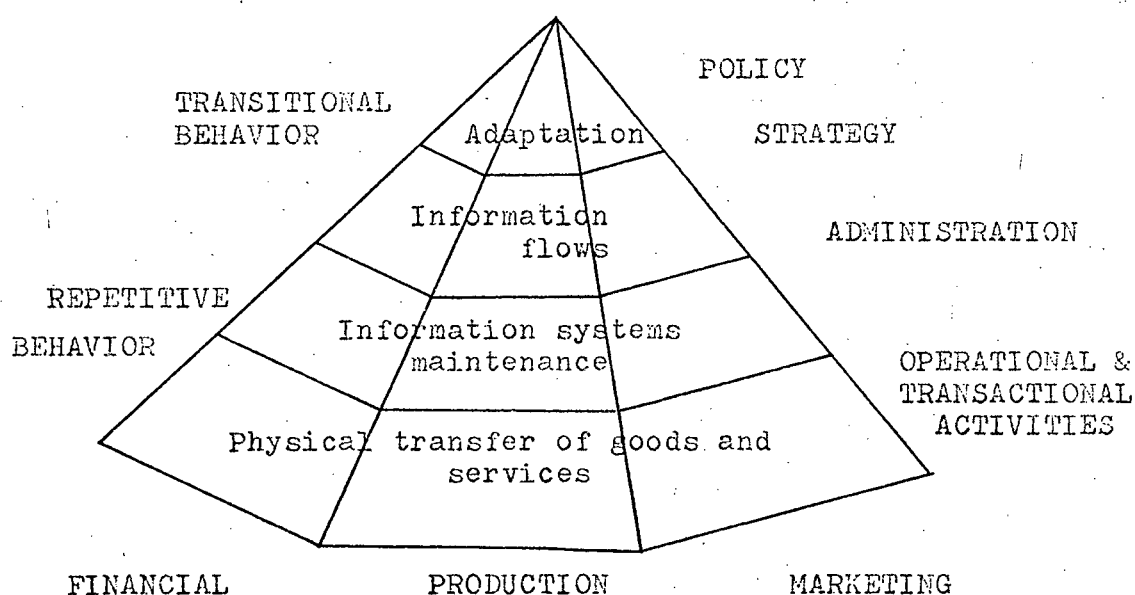 POLICY
TRANSITIONAL
BEHAVIOR
Adaptation
STRATEGY
Information
flows
ADMINISTRATION
REPETITIVE
BEHAVIOR
Information systems
maintenance
OPERATIONAL &
TRANSACTIONAL
ACTIVITIES
Physical transfer of goods and
services
FINANCIAL
PRODUCTION
MARKETING